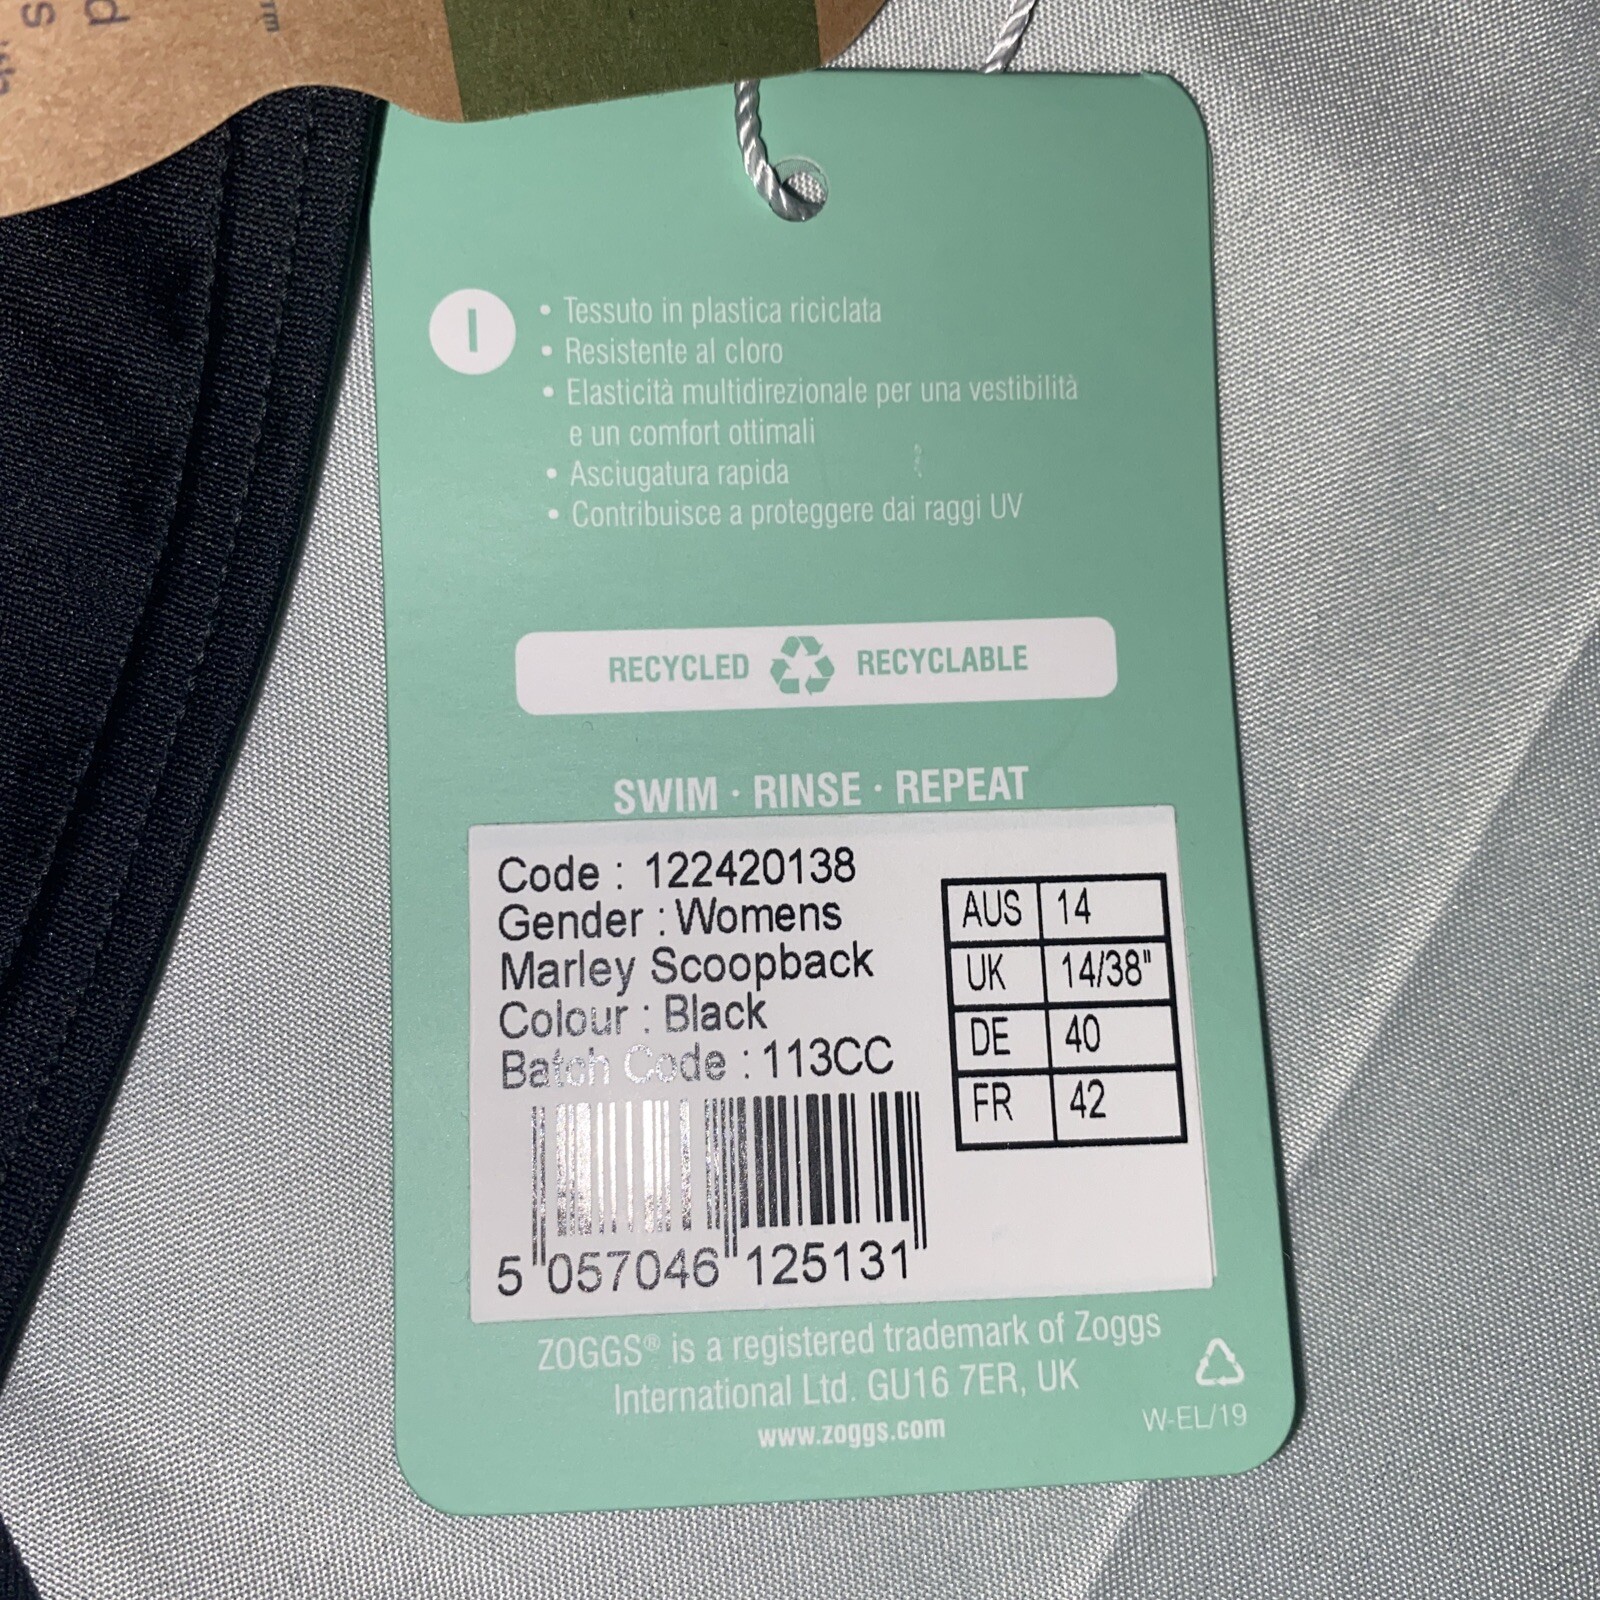 I
• Tessuto in plastica riciclata
• Resistente al cloro
• Elasticità multidirezionale per una vestibilità
e un comfort ottimali
• Asciugatura rapida
• Contribuisce a proteggere dai raggi UV
RECYCLED RECYCLABLE
SWIM · RINSE · REPEAT
Code : 122420138
Gender : Womens
Marley Scoopback
Colour : Black
Batch Code : 113CC
AUS 14
UK 14/38"
DE 40
FR 42
5 057046 125131
ZOGGS® is a registered trademark of Zoggs
International Ltd. GU16 7ER, UK
www.zoggs.com
W-EL/19